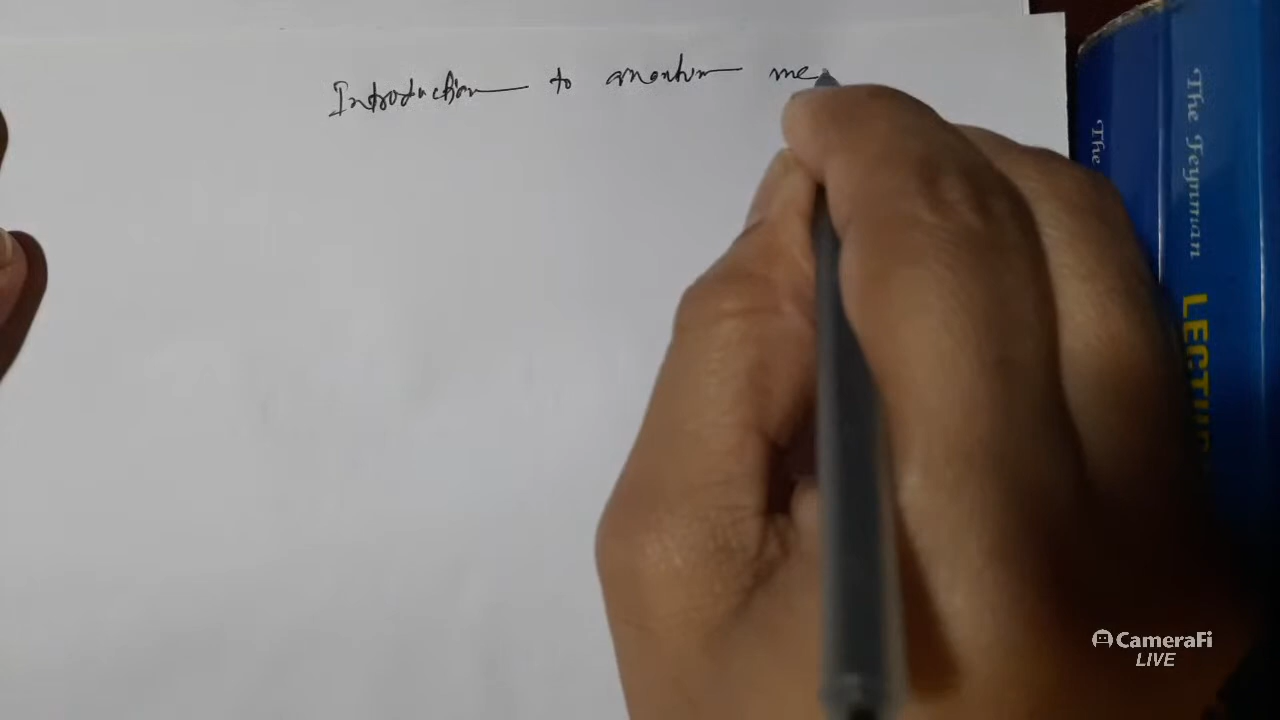 Introduction to quantum me
The
The Feynman
LECTU
CameraFi
LIVE